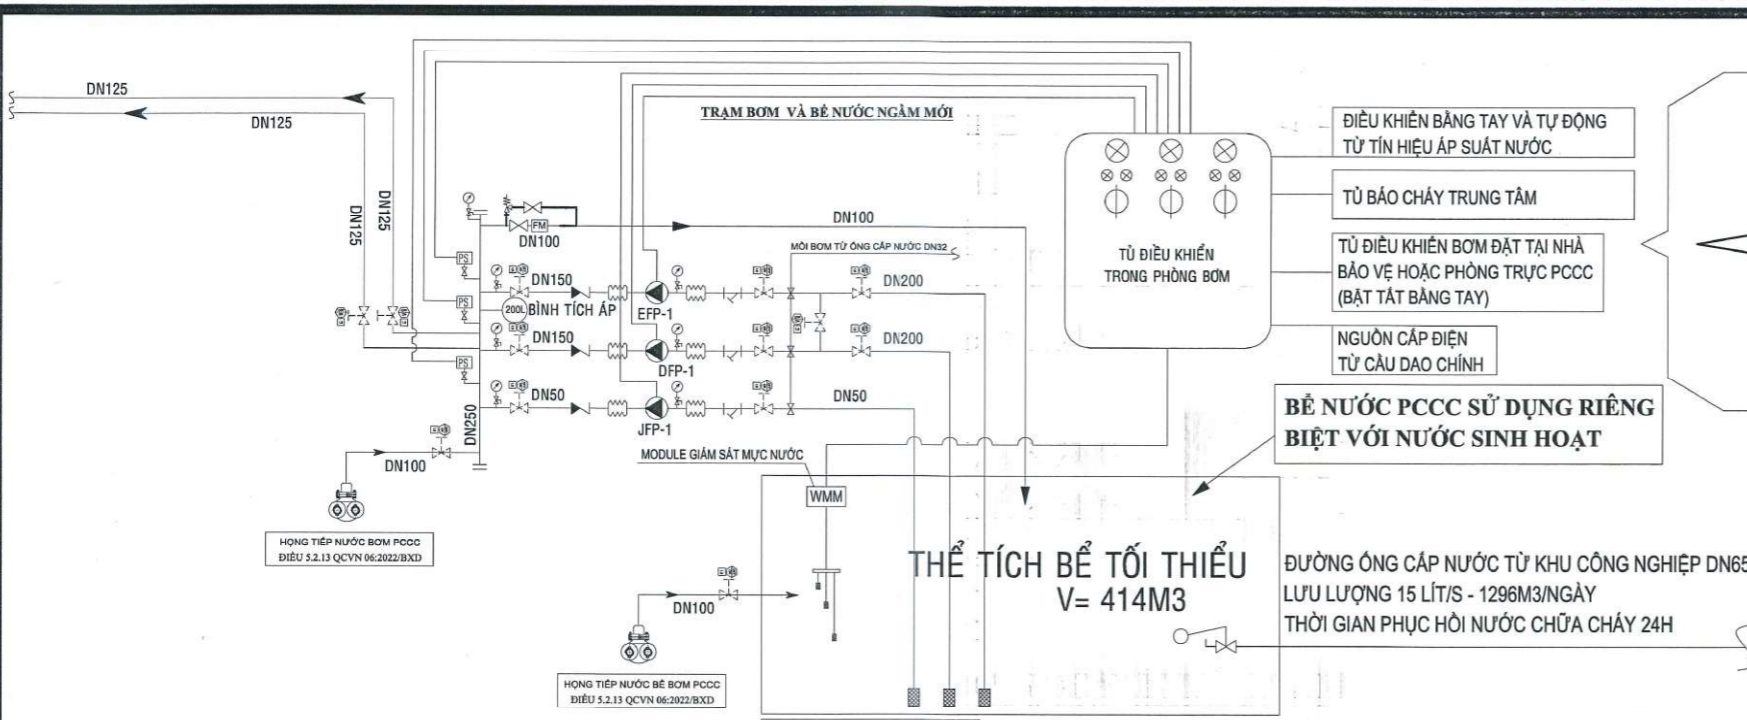 DN125
DN125
DN125
DN125
TRẠM BƠM VÀ BỂ NƯỚC NGẦM MỚI
ĐIỀU KHIỂN BẰNG TAY VÀ TỰ ĐỘNG
TỪ TÍN HIỆU ÁP SUẤT NƯỚC
TỦ BÁO CHÁY TRUNG TÂM
TỦ ĐIỀU KHIỂN BƠM ĐẶT TẠI NHÀ
BẢO VỆ HOẶC PHÒNG TRỰC PCCC
(BẬT TẮT BẰNG TAY)
NGUỒN CẤP ĐIỆN
TỪ CẦU DAO CHÍNH
TỦ ĐIỀU KHIỂN
TRONG PHÒNG BƠM
FM
DN100
DN100
MỒI BƠM TỪ ỐNG CẤP NƯỚC DN32
PS
DN150
EFP-1
DN200
PS
200L
BÌNH TÍCH ÁP
DN150
DFP-1
DN200
PS
DN50
JFP-1
DN50
DN250
DN100
HỌNG TIẾP NƯỚC BƠM PCCC
ĐIỀU 5.2.13 QCVN 06:2022/BXD
MODULE GIÁM SÁT MỰC NƯỚC
WMM
BỂ NƯỚC PCCC SỬ DỤNG RIÊNG
BIỆT VỚI NƯỚC SINH HOẠT
THỂ TÍCH BỂ TỐI THIỂU
V= 414M3
DN100
HỌNG TIẾP NƯỚC BỂ BƠM PCCC
ĐIỀU 5.2.13 QCVN 06:2022/BXD
ĐƯỜNG ỐNG CẤP NƯỚC TỪ KHU CÔNG NGHIỆP DN65
LƯU LƯỢNG 15 LÍT/S - 1296M3/NGÀY
THỜI GIAN PHỤC HỒI NƯỚC CHỮA CHÁY 24H